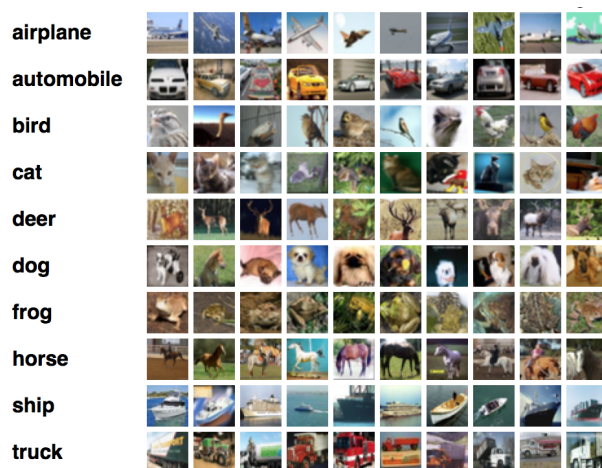 airplane
automobile
bird
cat
deer
dog
frog
horse
ship
truck